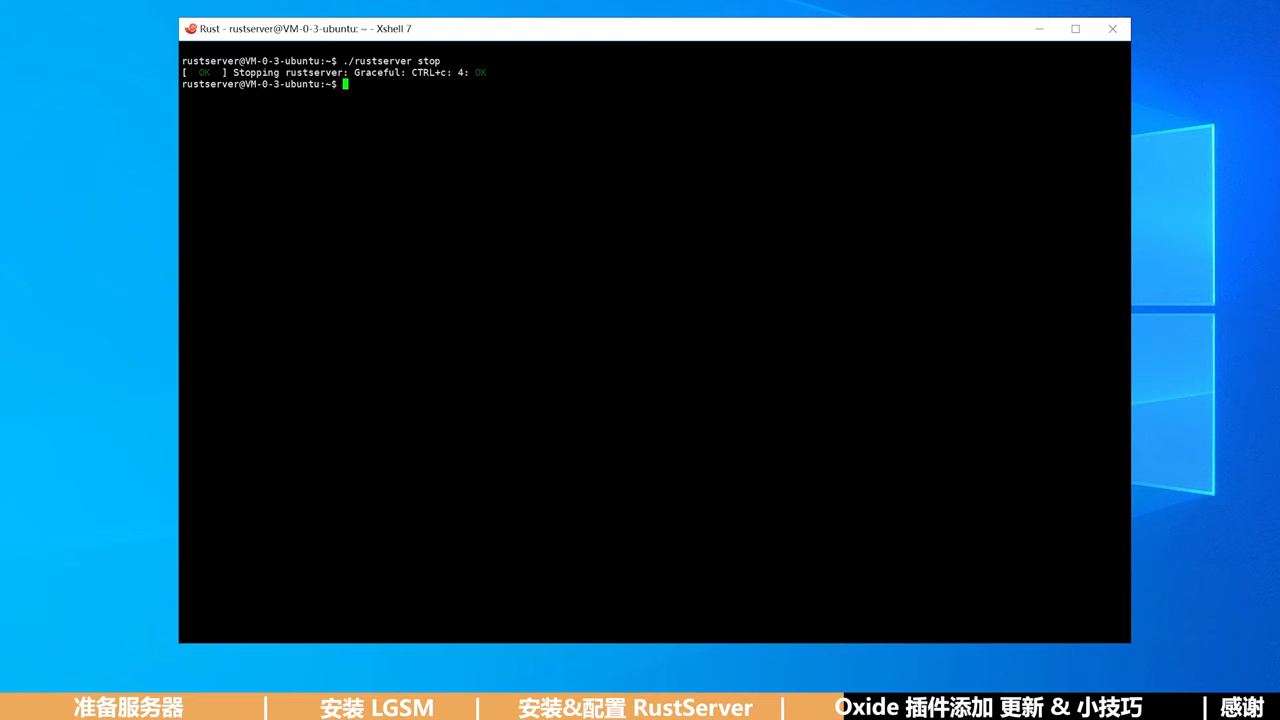 Rust - rustserver@VM-0-3-ubuntu: ~ - Xshell 7
rustserver@VM-0-3-ubuntu:~$ ./rustserver stop
[  OK  ] Stopping rustserver: Graceful: CTRL+c: 4: OK
rustserver@VM-0-3-ubuntu:~$
准备服务器 | 安装 LGSM | 安装&配置 RustServer | Oxide 插件添加 更新 & 小技巧 | 感谢